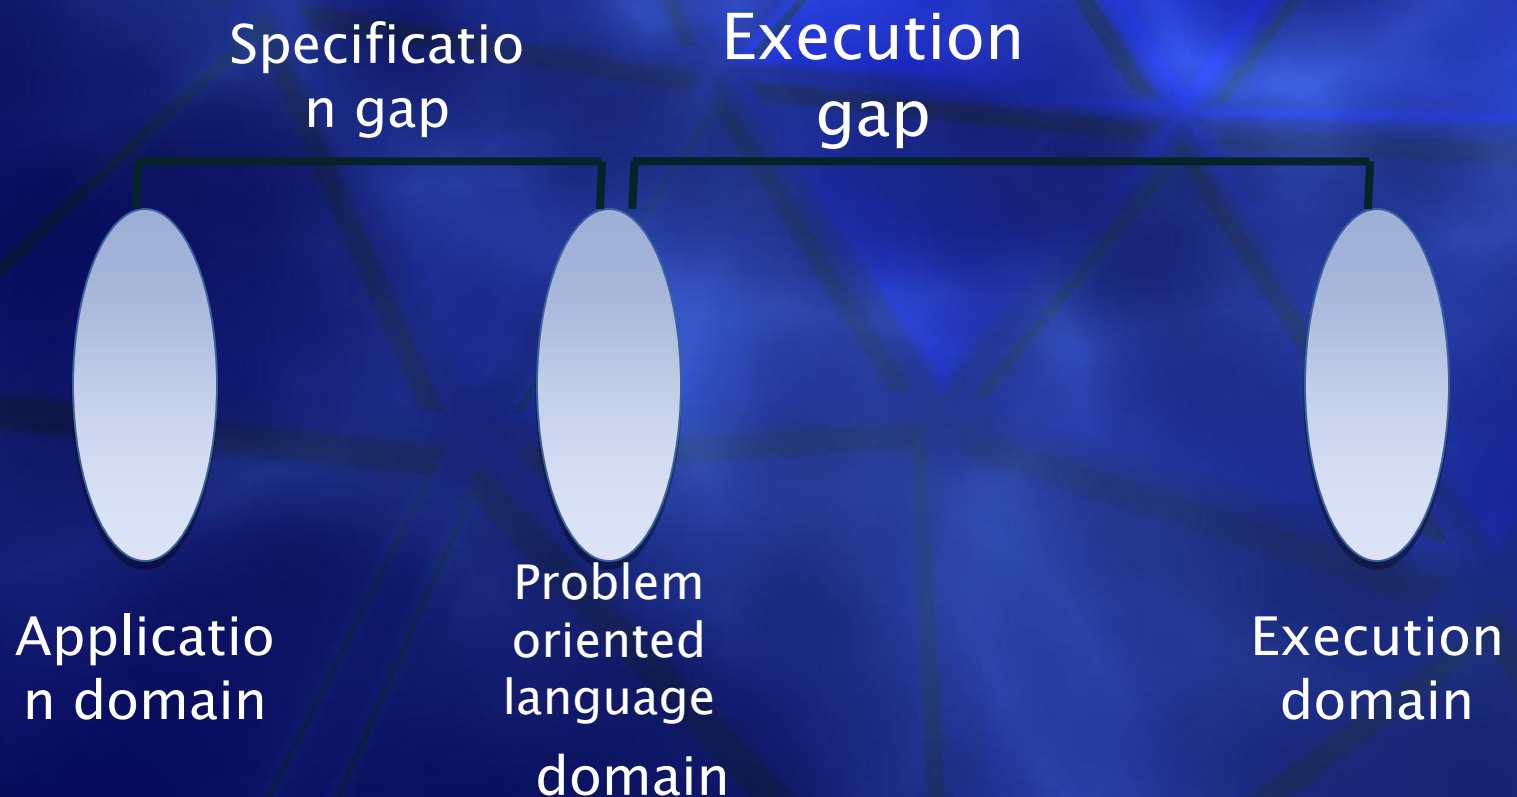 Specificatio
n gap
Execution
gap
Applicatio
n domain
Problem
oriented
language
domain
Execution
domain